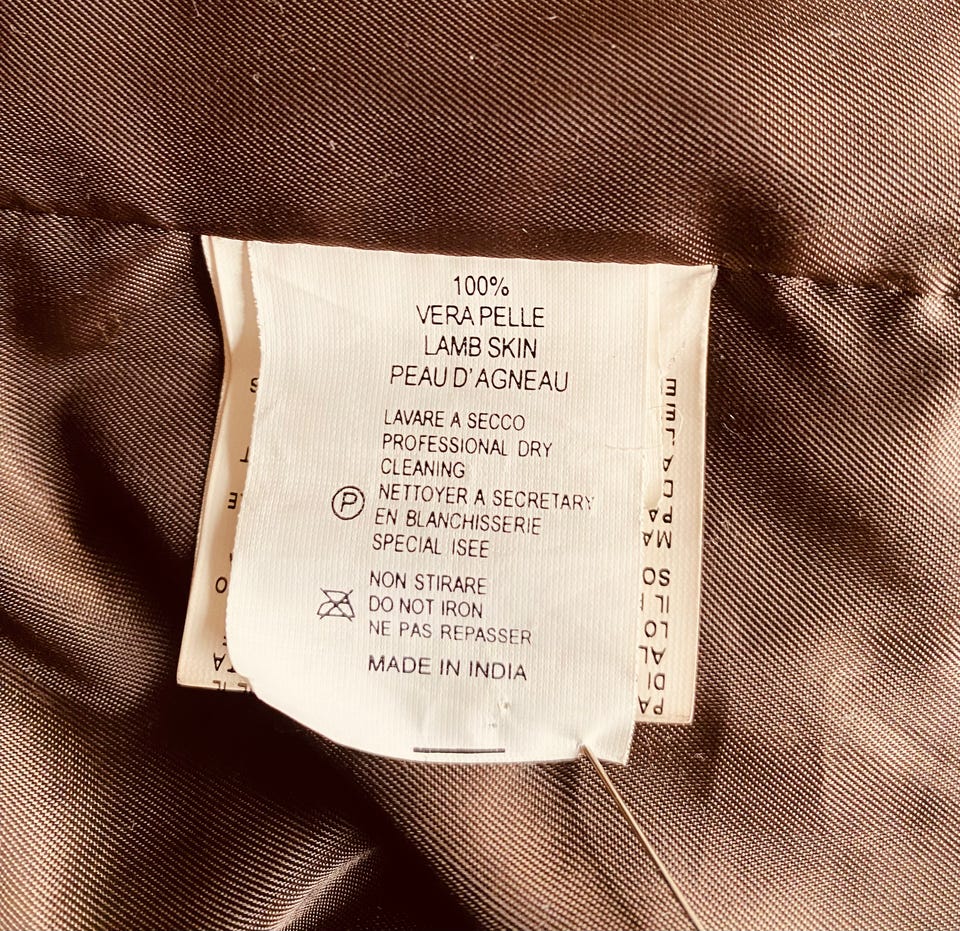 100%
VERA PELLE
LAMB SKIN
PEAU D'AGNEAU
LAVARE A SECCO
PROFESSIONAL DRY
CLEANING
P NETTOYER A SECRETARY
EN BLANCHISSERIE
SPECIAL ISEE
NON STIRARE
DO NOT IRON
NE PAS REPASSER
MADE IN INDIA